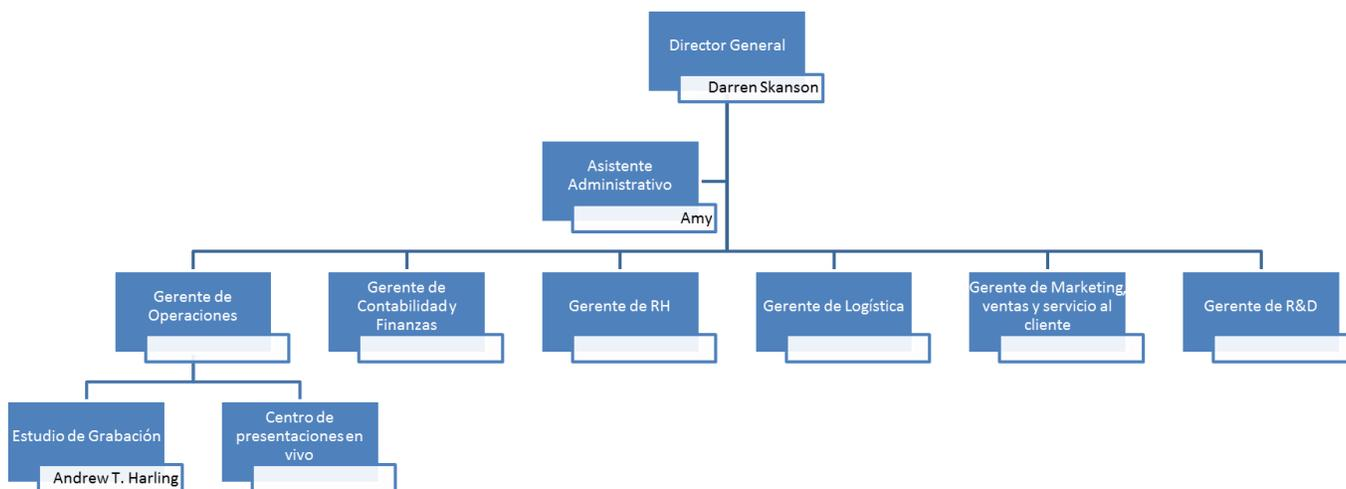 Director General
Darren Skanson
Asistente
Administrativo
Amy
Gerente de
Operaciones
Gerente de
Contabilidad y
Finanzas
Gerente de RH
Gerente de Logística
Gerente de Marketing,
ventas y servicio al
cliente
Gerente de R&D
Estudio de Grabación
Andrew T. Harling
Centro de
presentaciones en
vivo